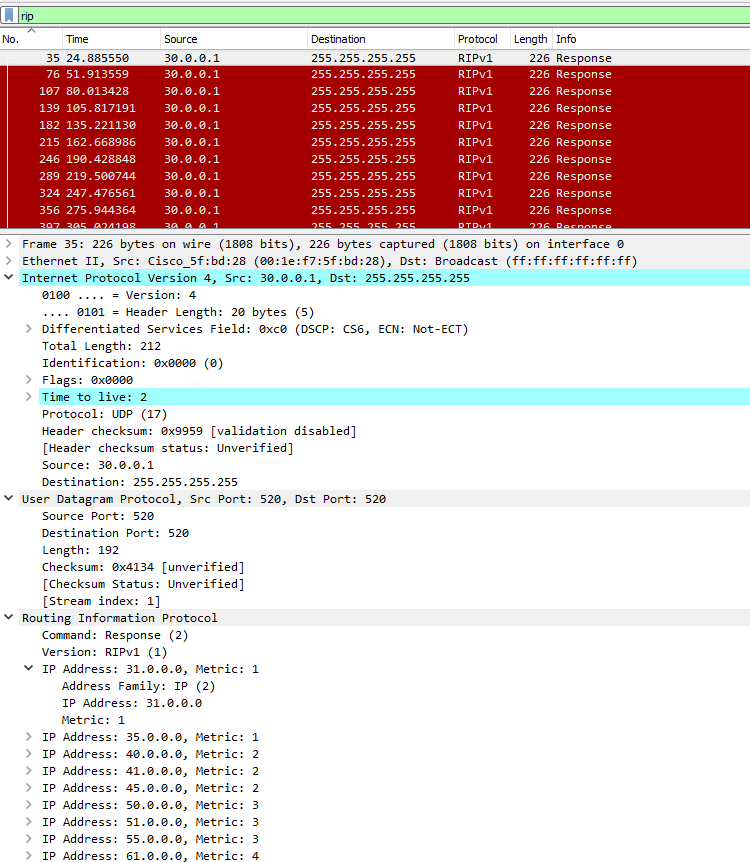 rip
No. Time Source Destination Protocol Length Info
35 24.885550 30.0.0.1 255.255.255.255 RIPv1 226 Response
76 51.913559 30.0.0.1 255.255.255.255 RIPv1 226 Response
107 80.013428 30.0.0.1 255.255.255.255 RIPv1 226 Response
139 105.817191 30.0.0.1 255.255.255.255 RIPv1 226 Response
182 135.221130 30.0.0.1 255.255.255.255 RIPv1 226 Response
215 162.668986 30.0.0.1 255.255.255.255 RIPv1 226 Response
246 190.428848 30.0.0.1 255.255.255.255 RIPv1 226 Response
289 219.500744 30.0.0.1 255.255.255.255 RIPv1 226 Response
324 247.476561 30.0.0.1 255.255.255.255 RIPv1 226 Response
356 275.944364 30.0.0.1 255.255.255.255 RIPv1 226 Response
397 305.024198 30.0.0.1 255.255.255.255 RIPv1 226 Response
Frame 35: 226 bytes on wire (1808 bits), 226 bytes captured (1808 bits) on interface 0
Ethernet II, Src: Cisco_5f:bd:28 (00:1e:f7:5f:bd:28), Dst: Broadcast (ff:ff:ff:ff:ff:ff)
Internet Protocol Version 4, Src: 30.0.0.1, Dst: 255.255.255.255
0100 .... = Version: 4
.... 0101 = Header Length: 20 bytes (5)
Differentiated Services Field: 0xc0 (DSCP: CS6, ECN: Not-ECT)
Total Length: 212
Identification: 0x0000 (0)
Flags: 0x0000
Time to live: 2
Protocol: UDP (17)
Header checksum: 0x9959 [validation disabled]
[Header checksum status: Unverified]
Source: 30.0.0.1
Destination: 255.255.255.255
User Datagram Protocol, Src Port: 520, Dst Port: 520
Source Port: 520
Destination Port: 520
Length: 192
Checksum: 0x4134 [unverified]
[Checksum Status: Unverified]
[Stream index: 1]
Routing Information Protocol
Command: Response (2)
Version: RIPv1 (1)
IP Address: 31.0.0.0, Metric: 1
Address Family: IP (2)
IP Address: 31.0.0.0
Metric: 1
IP Address: 35.0.0.0, Metric: 1
IP Address: 40.0.0.0, Metric: 2
IP Address: 41.0.0.0, Metric: 2
IP Address: 45.0.0.0, Metric: 2
IP Address: 50.0.0.0, Metric: 3
IP Address: 51.0.0.0, Metric: 3
IP Address: 55.0.0.0, Metric: 3
IP Address: 61.0.0.0, Metric: 4